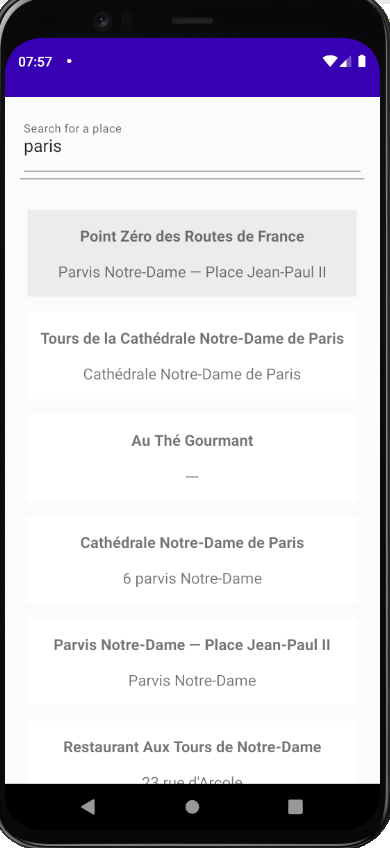 07:57
Search for a place
paris
Point Zéro des Routes de France
Parvis Notre-Dame — Place Jean-Paul II
Tours de la Cathédrale Notre-Dame de Paris
Cathédrale Notre-Dame de Paris
Au Thé Gourmant
---
Cathédrale Notre-Dame de Paris
6 parvis Notre-Dame
Parvis Notre-Dame — Place Jean-Paul II
Parvis Notre-Dame
Restaurant Aux Tours de Notre-Dame
23 rue d'Arcole